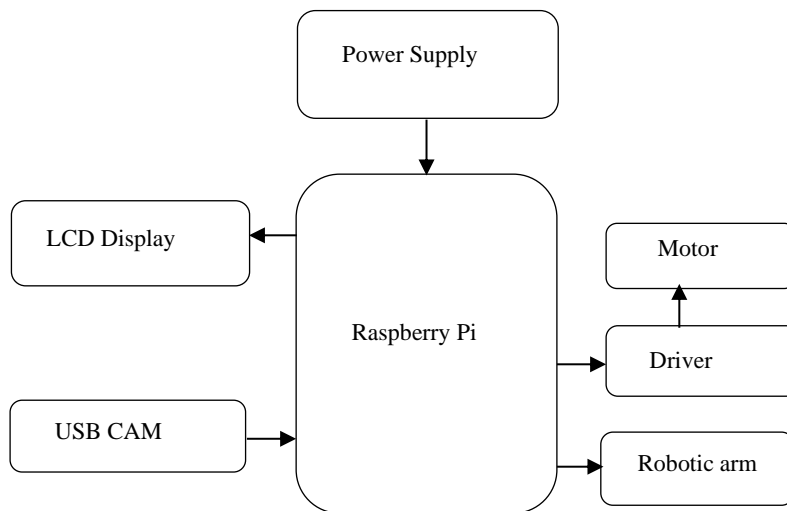 Power Supply
LCD Display
Motor
Raspberry Pi
Driver
USB CAM
Robotic arm